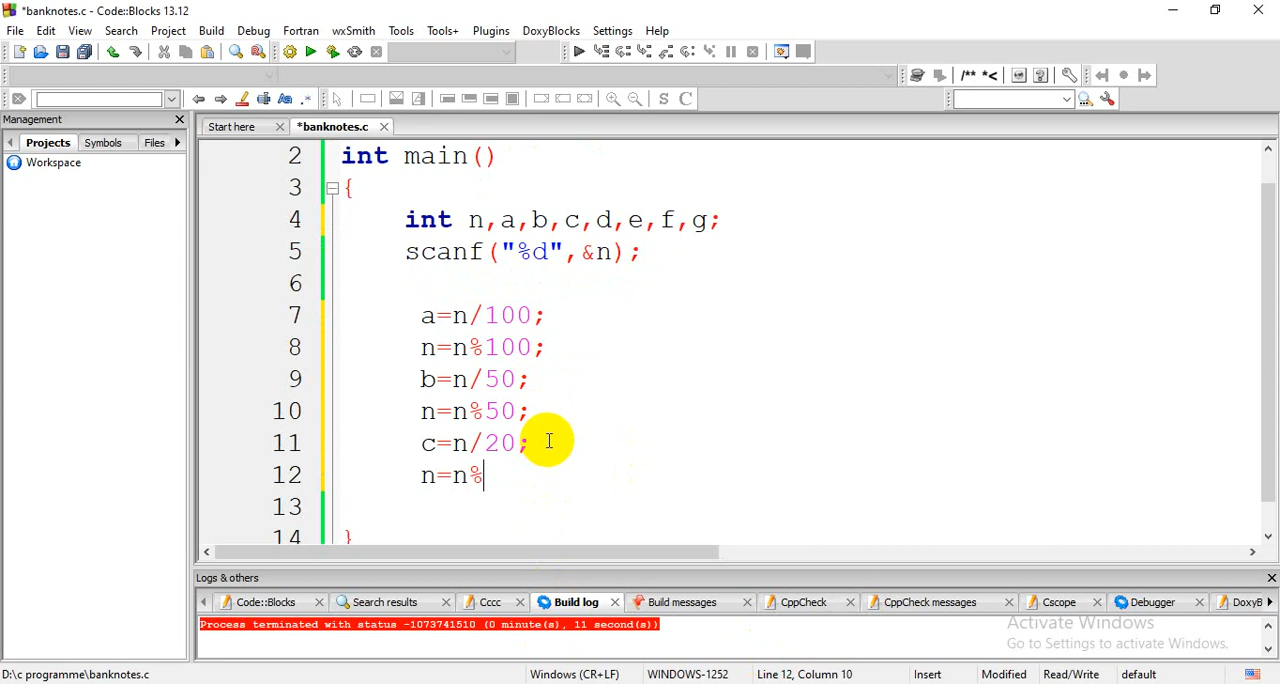 *banknotes.c - Code::Blocks 13.12
File Edit View Search Project Build Debug Fortran wxSmith Tools Tools+ Plugins DoxyBlocks Settings Help
/** *<
S C
Management
Start here *banknotes.c
Projects Symbols Files
Workspace
2 int main()
3 {
4 int n,a,b,c,d,e,f,g;
5 scanf("%d",&n);
6
7 a=n/100;
8 n=n%100;
9 b=n/50;
10 n=n%50;
11 c=n/20;
12 n=n%
13
14 }
Logs & others
Code::Blocks Search results Cccc Build log Build messages CppCheck CppCheck messages Cscope Debugger DoxyB
Process terminated with status -1073741510 (0 minute(s), 11 second(s))
Activate Windows
Go to Settings to activate Windows.
D:\c programme\banknotes.c Windows (CR+LF) WINDOWS-1252 Line 12, Column 10 Insert Modified Read/Write default